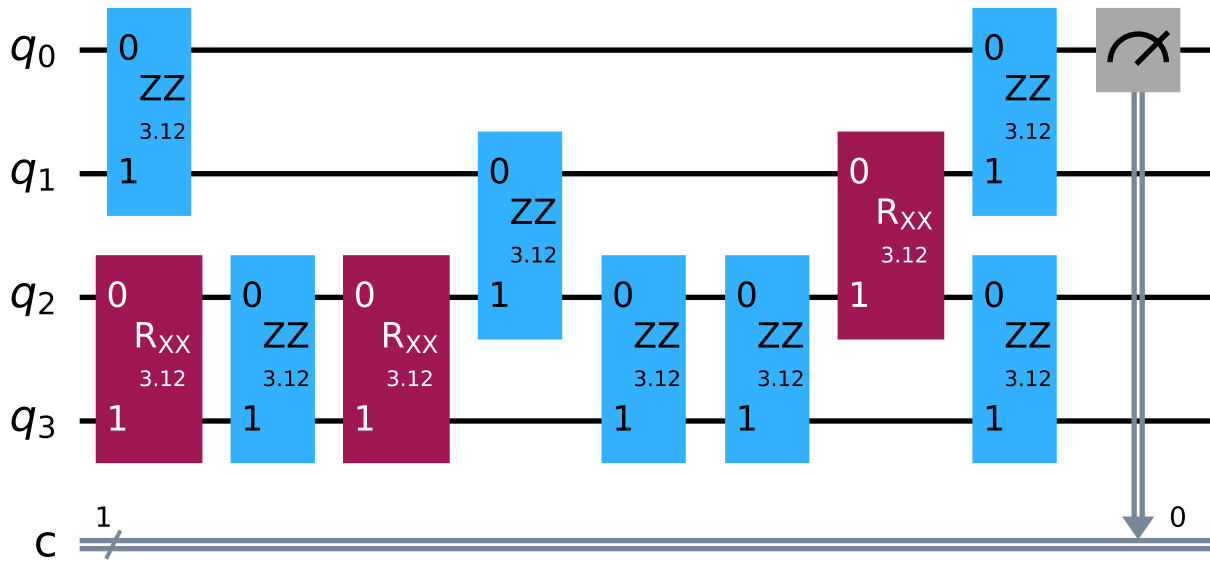 q0 0 0
ZZ ZZ
3.12 3.12
q1 1 0 0 1
ZZ RXX
3.12 3.12
q2 0 0 0 1 0 0 1 0
RXX ZZ RXX ZZ ZZ ZZ
3.12 3.12 3.12 3.12 3.12 3.12
q3 1 1 1 1 1 1
1 0
c